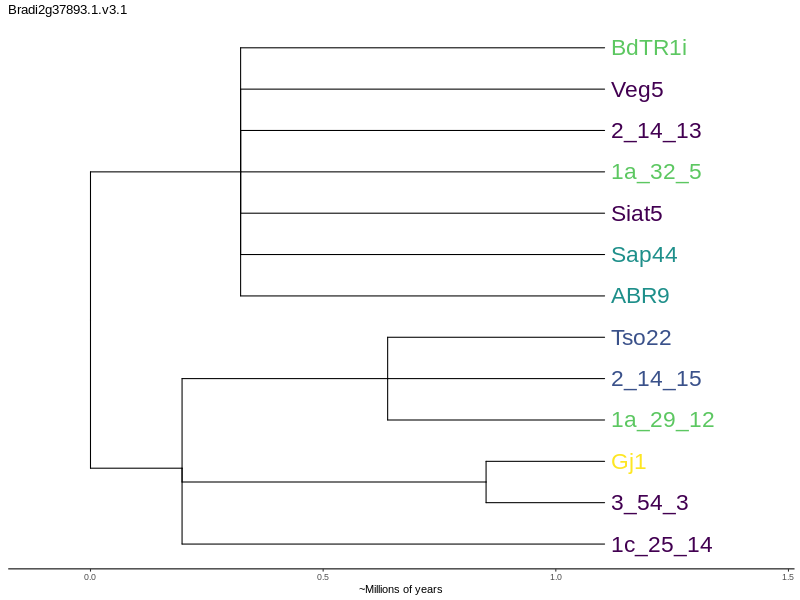 Bradi2g37893.1.v3.1
BdTR1i
Veg5
2_14_13
1a_32_5
Siat5
Sap44
ABR9
Tso22
2_14_15
1a_29_12
Gj1
3_54_3
1c_25_14
0.0 0.5 1.0 1.5
~Millions of years